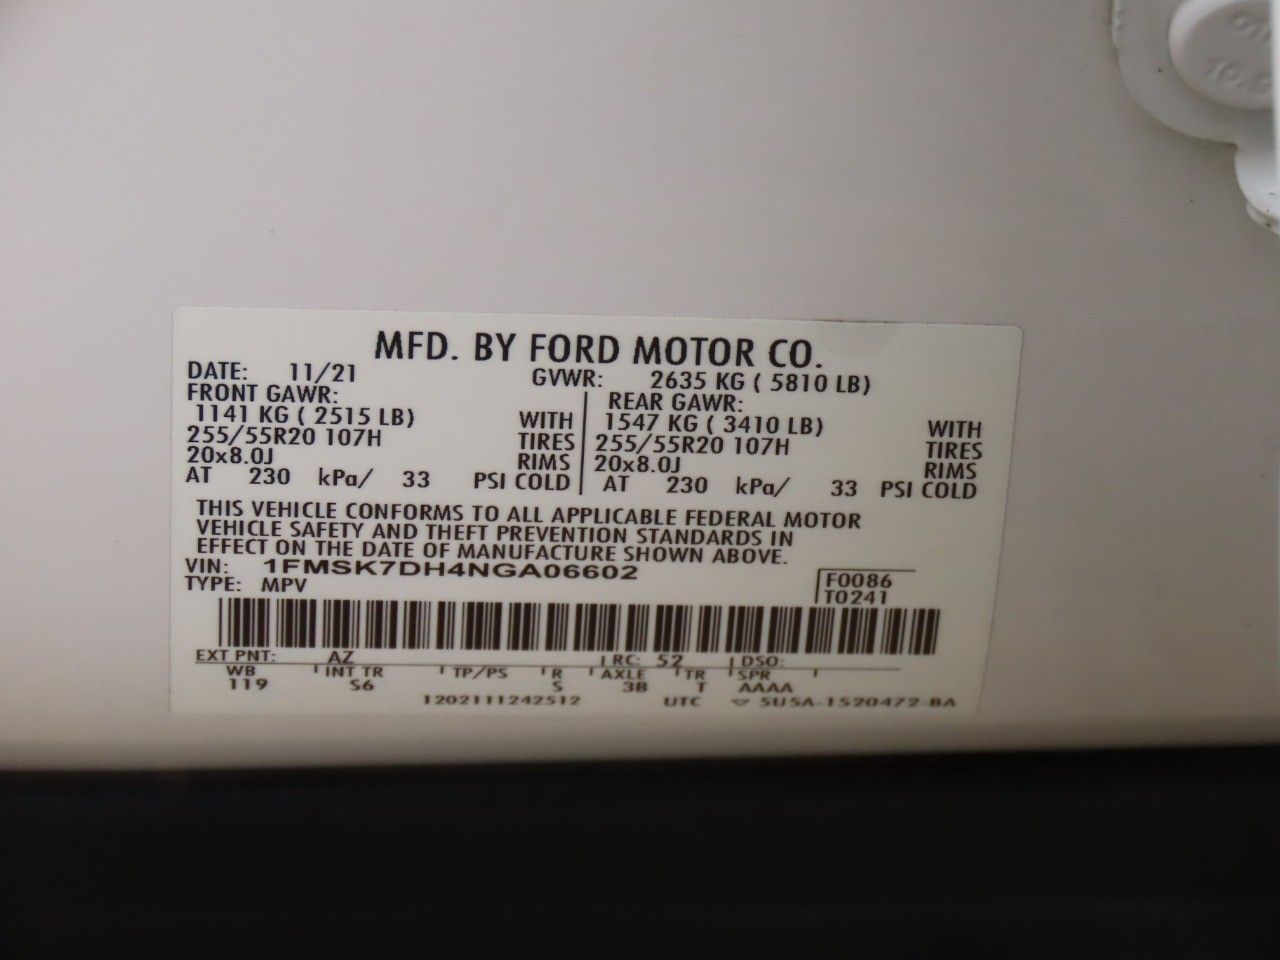 MFD. BY FORD MOTOR CO.
DATE: 11/21 GVWR: 2635 KG ( 5810 LB)
FRONT GAWR: REAR GAWR:
1141 KG ( 2515 LB) WITH 1547 KG ( 3410 LB) WITH
255/55R20 107H TIRES 255/55R20 107H TIRES
20x8.0J RIMS 20x8.0J RIMS
AT 230 kPa/ 33 PSI COLD AT 230 kPa/ 33 PSI COLD
THIS VEHICLE CONFORMS TO ALL APPLICABLE FEDERAL MOTOR
VEHICLE SAFETY AND THEFT PREVENTION STANDARDS IN
EFFECT ON THE DATE OF MANUFACTURE SHOWN ABOVE.
VIN: 1FMSK7DH4NGA06602
TYPE: MPV F0086
T0241
EXT PNT: AZ RC: 52 DSO:
WB INT TR TP/PS R AXLE TR SPR
119 S6 S 3B T AAAA
1202111242512 UTC 5U5A-1520472-BA